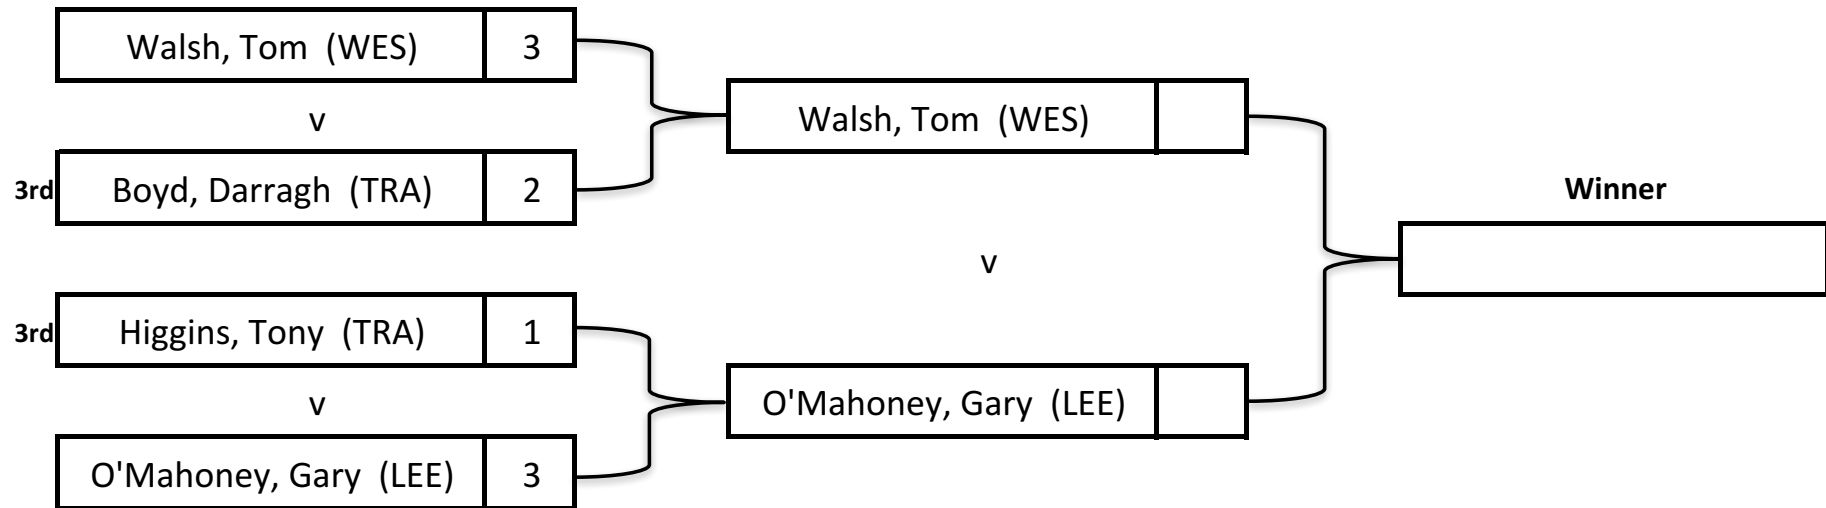 Walsh, Tom (WES) 3
v
3rd Boyd, Darragh (TRA) 2
3rd Higgins, Tony (TRA) 1
v
O'Mahoney, Gary (LEE) 3
Walsh, Tom (WES)
v
O'Mahoney, Gary (LEE)
Winner